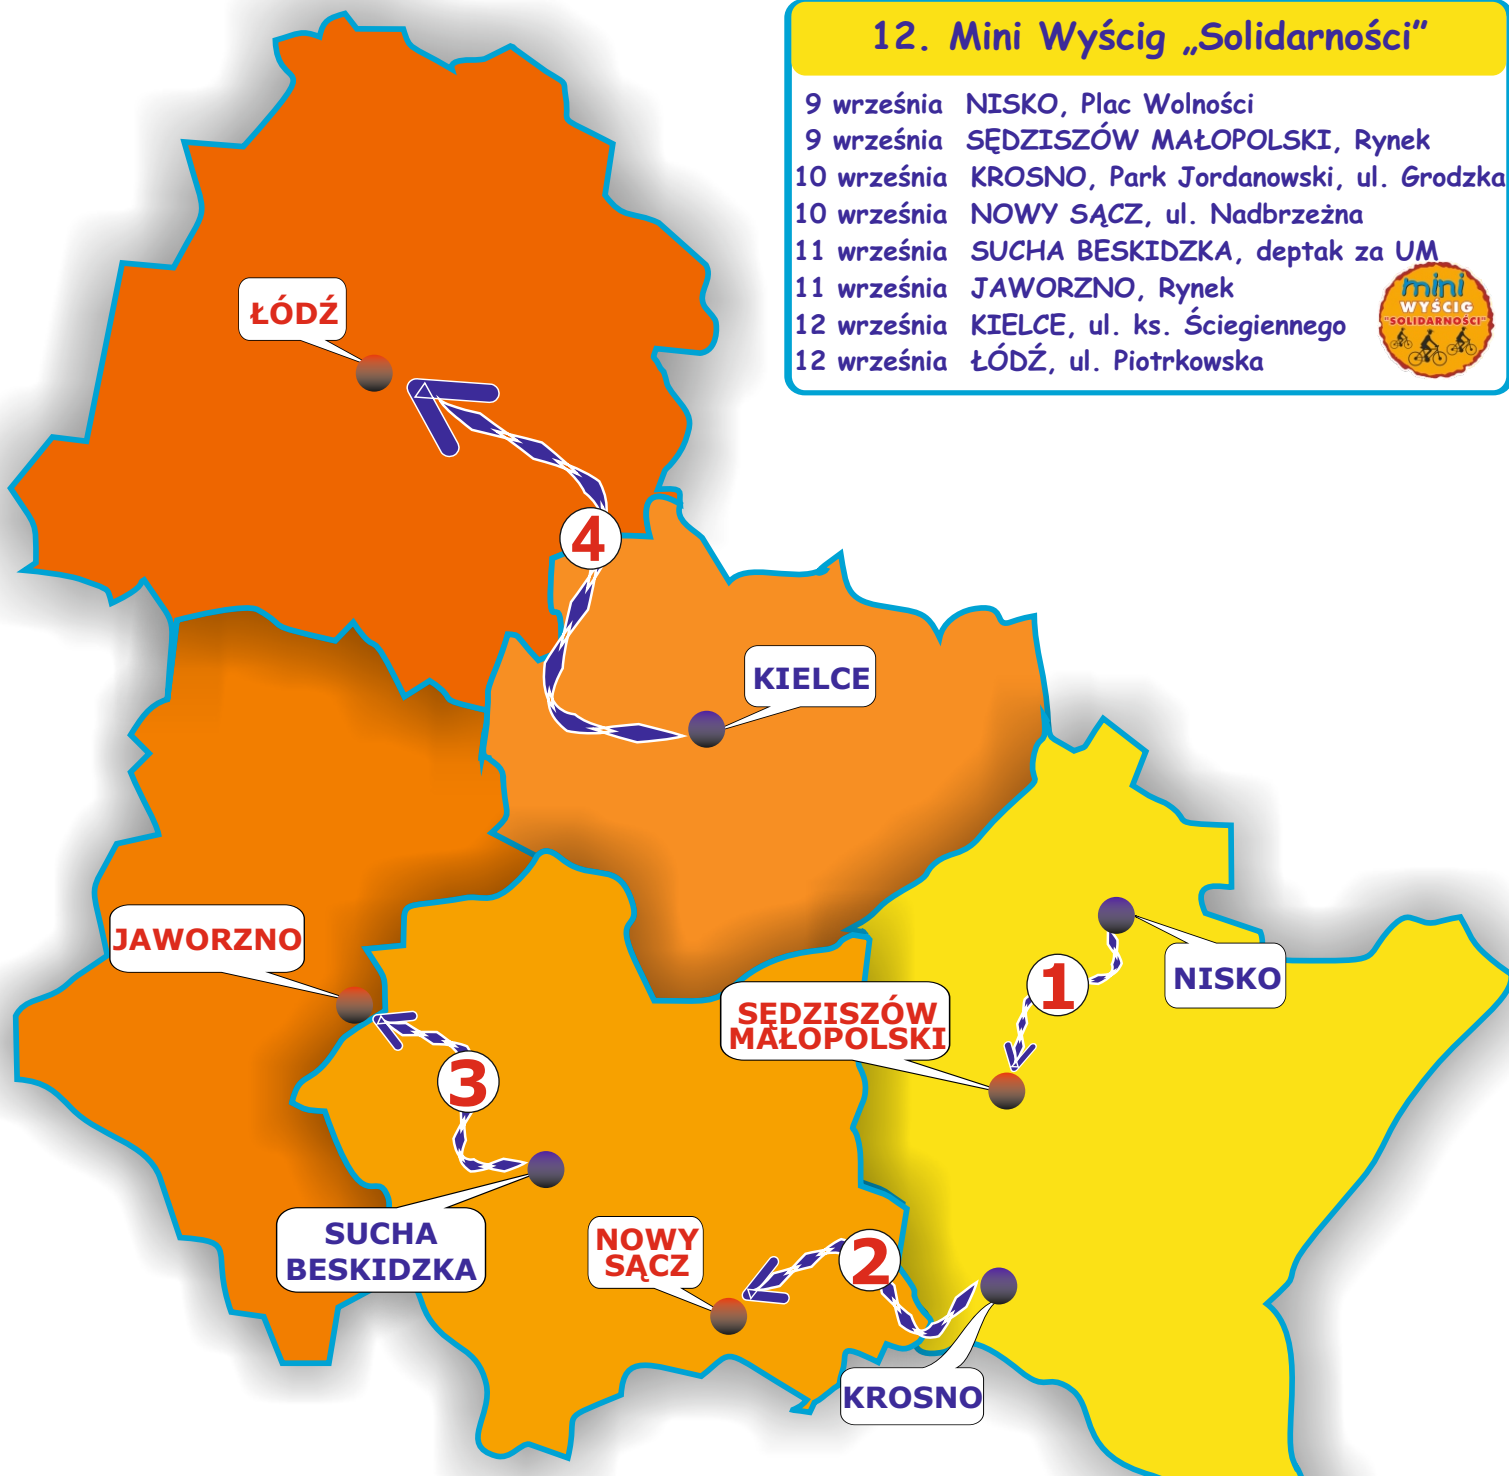 12. Mini Wyścig „Solidarności”
9 września NISKO, Plac Wolności
9 września SĘDZISZÓW MAŁOPOLSKI, Rynek
10 września KROSNO, Park Jordanowski, ul. Grodzka
10 września NOWY SĄCZ, ul. Nadbrzeżna
11 września SUCHA BESKIDZKA, deptak za UM
11 września JAWORZNO, Rynek
12 września KIELCE, ul. ks. Ściegiennego
12 września ŁÓDŹ, ul. Piotrkowska
mini
WYŚCIG
"SOLIDARNOŚCI"
ŁÓDŹ
4
KIELCE
JAWORZNO
NISKO
1
SĘDZISZÓW
MAŁOPOLSKI
3
SUCHA
BESKIDZKA
NOWY
SĄCZ
2
KROSNO